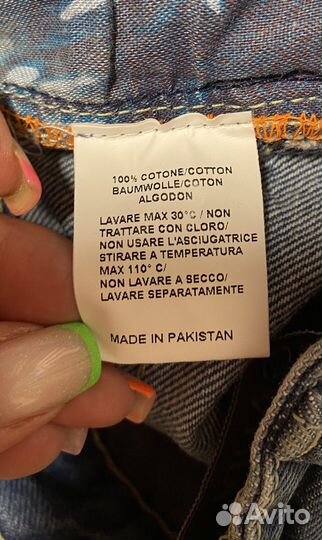 100% COTONE/COTTON
BAUMWOLLE/COTON
ALGODON
LAVARE MAX 30°C / NON
TRATTARE CON CLORO/
NON USARE L'ASCIUGATRICE
STIRARE A TEMPERATURA
MAX 110° C/
NON LAVARE A SECCO/
LAVARE SEPARATAMENTE
MADE IN PAKISTAN
Avito